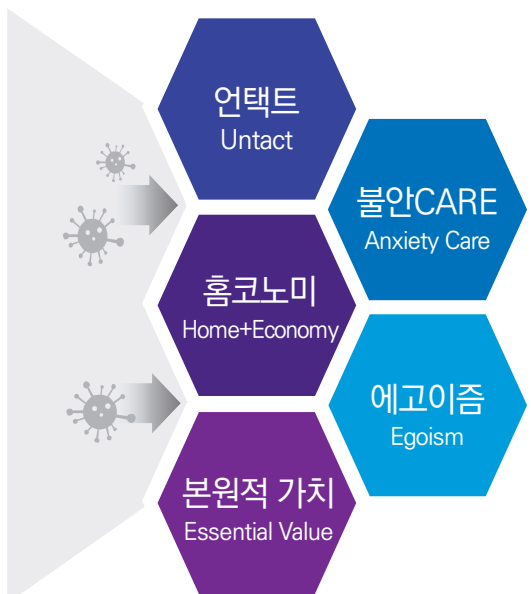 언택트
Untact
불안CARE
Anxiety Care
홈코노미
Home+Economy
에고이즘
Egoism
본원적 가치
Essential Value